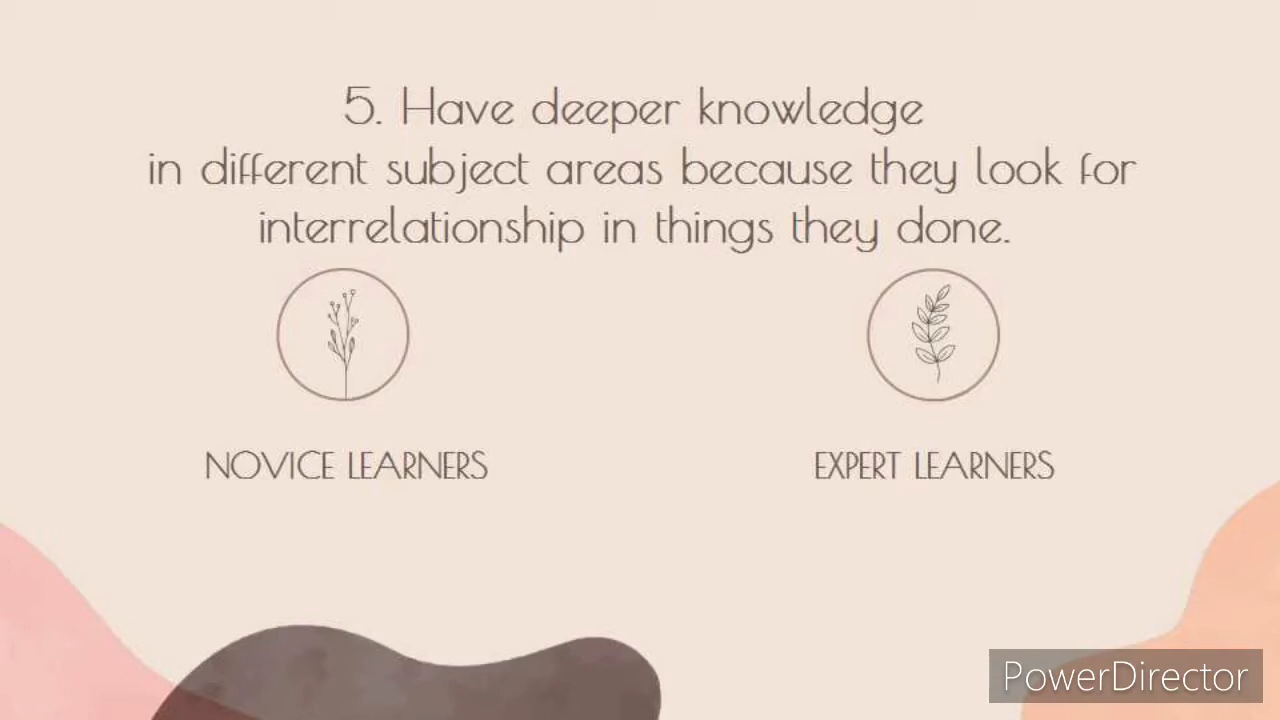 5. Have deeper knowledge
in different subject areas because they look for
interrelationship in things they done.
NOVICE LEARNERS
EXPERT LEARNERS
PowerDirector